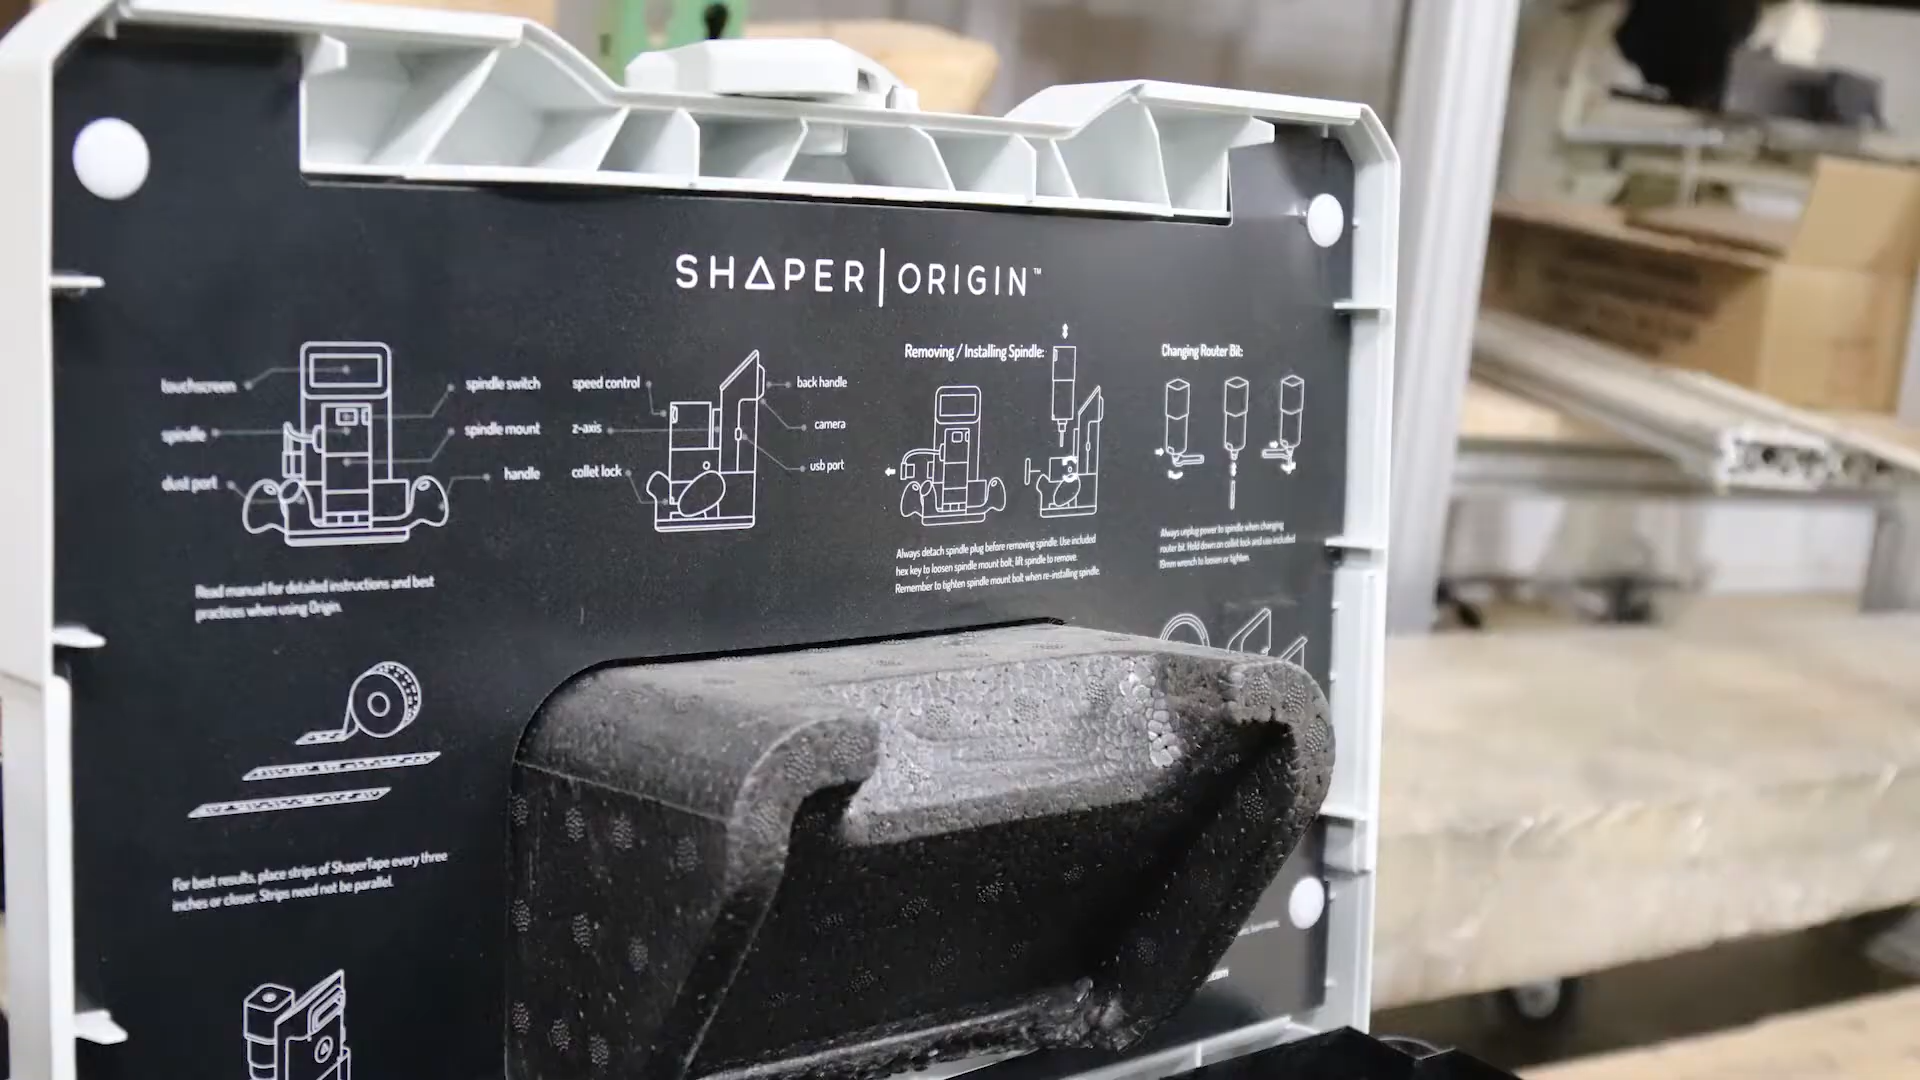 SHAPER | ORIGIN™
touchscreen
spindle
dust port
spindle switch
spindle mount
handle
speed control
z-axis
collet lock
back handle
camera
usb port
Removing / Installing Spindle:
Always detach spindle plug before removing spindle. Use included
hex key to loosen spindle mount bolt, lift spindle to remove.
Remember to tighten spindle mount bolt when re-installing spindle.
Changing Router Bit:
Always unplug power to spindle when changing
router bit. Hold down on collet lock and use included
19mm wrench to loosen or tighten.
Read manual for detailed instructions and best
practices when using Origin.
For best results, place strips of ShaperTape every three
inches or closer. Strips need not be parallel.
.com